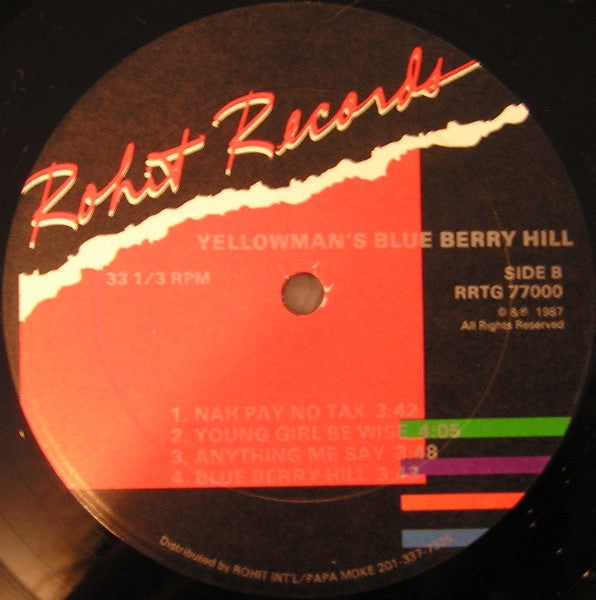 Rohit Records
YELLOWMAN'S BLUE BERRY HILL
33 1/3 RPM
SIDE B
RRTG 77000
© & ℗ 1987
All Rights Reserved
1. NAH PAY NO TAX 3:42
2. YOUNG GIRL BE WISE 4:05
3. ANYTHING ME SAY 3:48
4. BLUE BERRY HILL
Distributed by ROHIT INT'L/PAPA MOKE